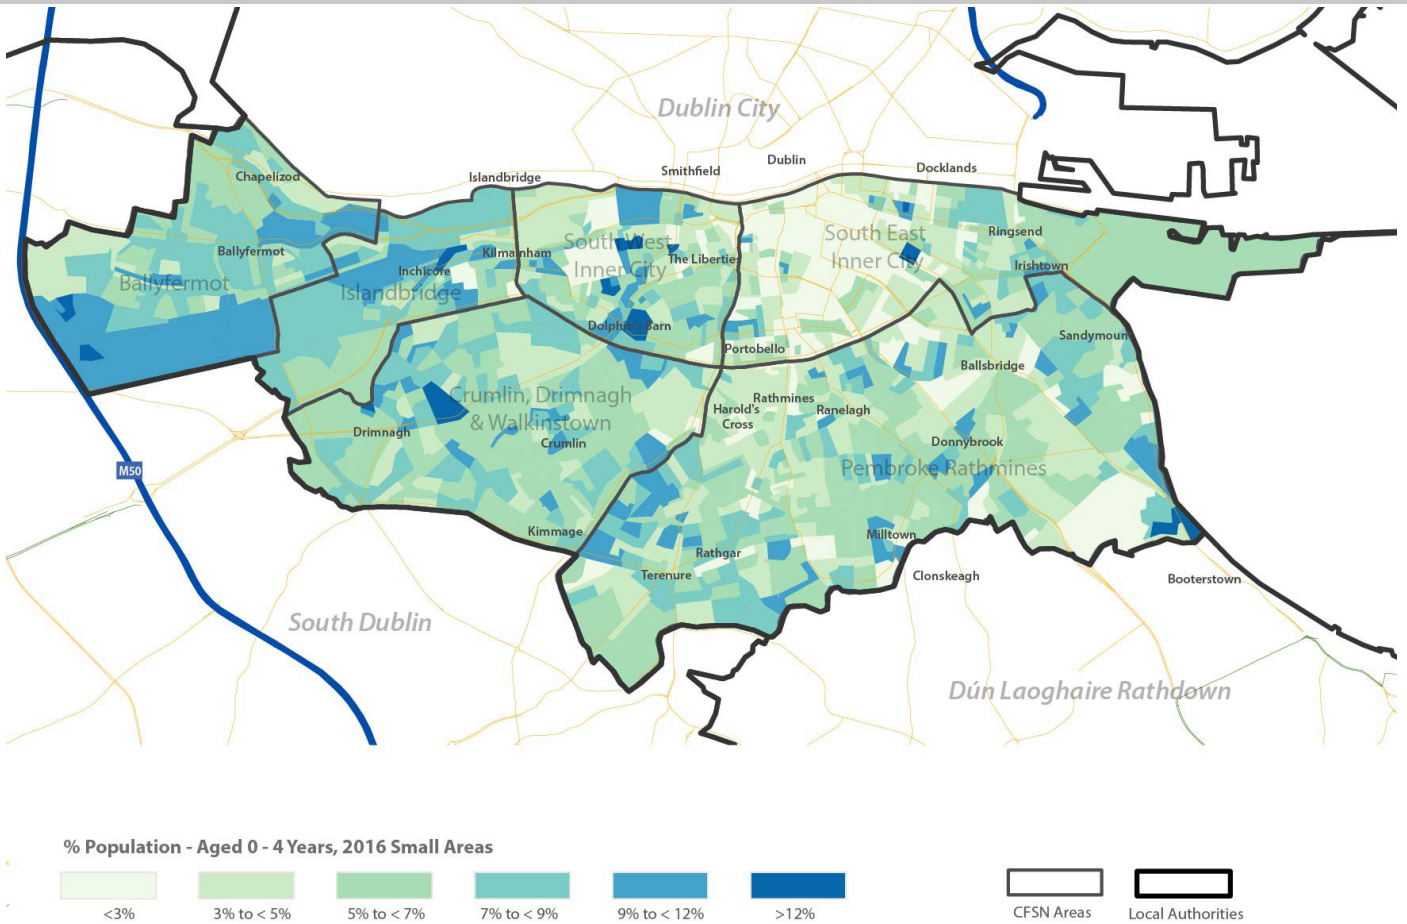 Dublin City
Dublin
Smithfield
Docklands
Islandbridge
Chapelizod
South East
Inner City
Ringsend
South West
Inner City
The Liberties
Kilmainham
Ballyfermot
Irishtown
Inchicore
Ballyfermot
Islandbridge
Dolphin's Barn
Sandymoun
Portobello
Ballsbridge
Crumlin, Drimnagh
& Walkinstown
Rathmines
Harold's
Cross
Ranelagh
Drimnagh
Crumlin
Donnybrook
Pembroke Rathmines
M50
Kimmage
Milltown
Rathgar
Terenure
Clonskeagh
Booterstown
South Dublin
Dún Laoghaire Rathdown
% Population - Aged 0 - 4 Years, 2016 Small Areas
<3%
3% to < 5%
5% to < 7%
7% to < 9%
9% to < 12%
>12%
CFSN Areas
Local Authorities